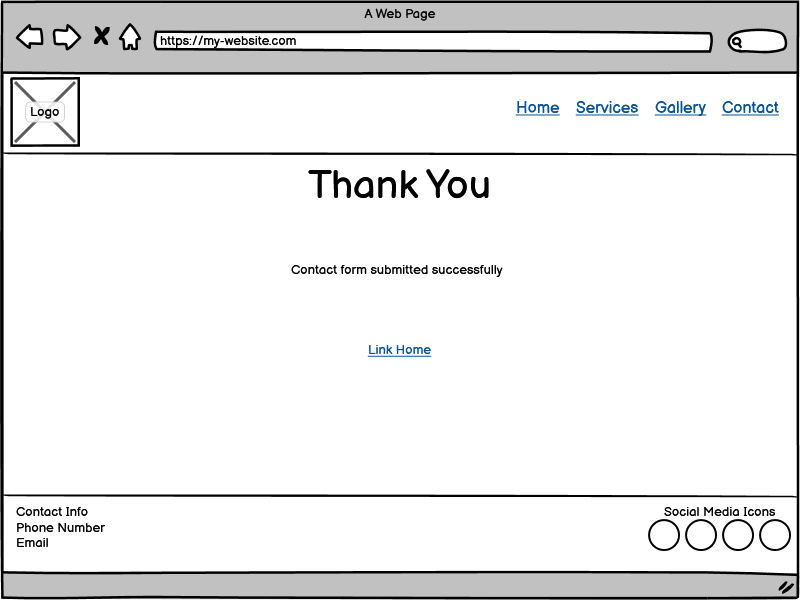 A Web Page
https://my-website.com
Logo
Home Services Gallery Contact
Thank You
Contact form submitted successfully
Link Home
Contact Info
Phone Number
Email
Social Media Icons